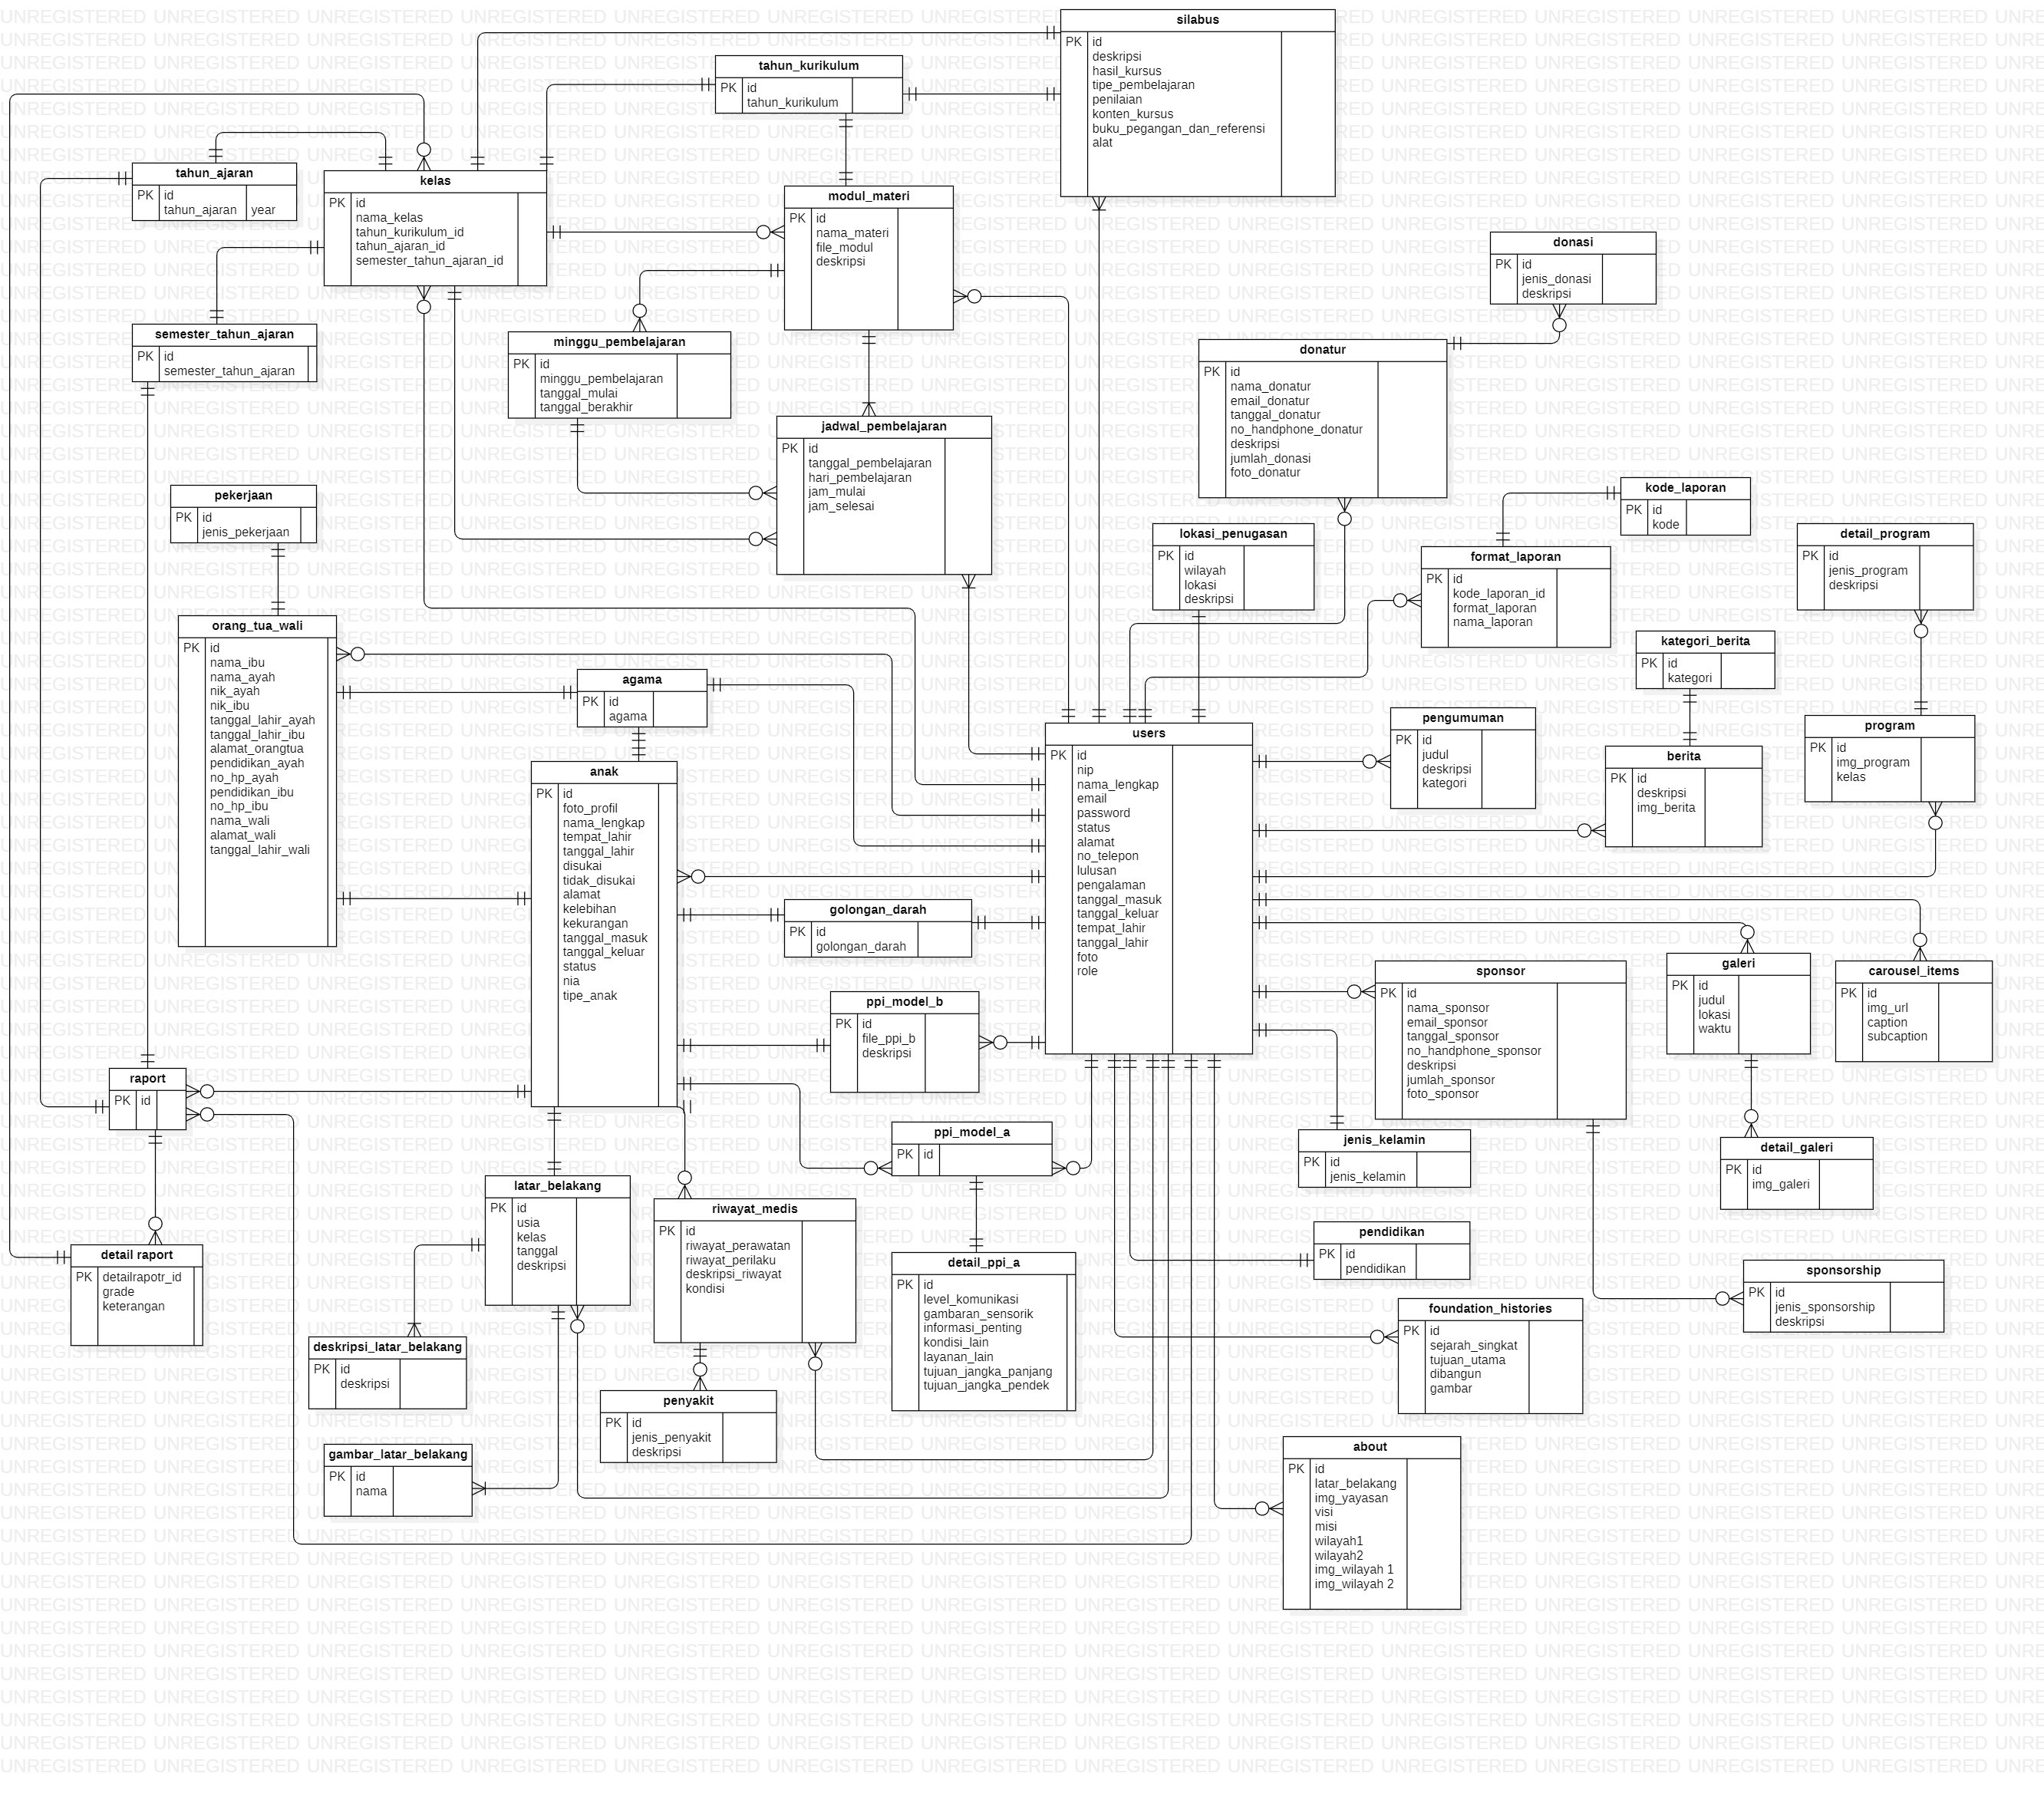 silabus
PK id
deskripsi
hasil_kursus
tipe_pembelajaran
penilaian
konten_kursus
buku_pegangan_dan_referensi
alat
tahun_kurikulum
PK id
tahun_kurikulum
tahun_ajaran
PK id
tahun_ajaran year
kelas
PK id
nama_kelas
tahun_kurikulum_id
tahun_ajaran_id
semester_tahun_ajaran_id
modul_materi
PK id
nama_materi
file_modul
deskripsi
donasi
PK id
jenis_donasi
deskripsi
semester_tahun_ajaran
PK id
semester_tahun_ajaran
minggu_pembelajaran
PK id
minggu_pembelajaran
tanggal_mulai
tanggal_berakhir
donatur
PK id
nama_donatur
email_donatur
tanggal_donatur
no_handphone_donatur
deskripsi
jumlah_donasi
foto_donatur
jadwal_pembelajaran
PK id
tanggal_pembelajaran
hari_pembelajaran
jam_mulai
jam_selesai
pekerjaan
PK id
jenis_pekerjaan
kode_laporan
PK id
kode
lokasi_penugasan
PK id
wilayah
lokasi
deskripsi
format_laporan
PK id
kode_laporan_id
format_laporan
nama_laporan
detail_program
PK id
jenis_program
deskripsi
orang_tua_wali
PK id
nama_ibu
nama_ayah
nik_ayah
nik_ibu
tanggal_lahir_ayah
tanggal_lahir_ibu
alamat_orangtua
pendidikan_ayah
no_hp_ayah
pendidikan_ibu
no_hp_ibu
nama_wali
alamat_wali
tanggal_lahir_wali
agama
PK id
agama
kategori_berita
PK id
kategori
users
PK id
nip
nama_lengkap
email
password
status
alamat
no_telepon
lulusan
pengalaman
tanggal_masuk
tanggal_keluar
tempat_lahir
tanggal_lahir
foto
role
pengumuman
PK id
judul
deskripsi
kategori
program
PK id
img_program
kelas
berita
PK id
deskripsi
img_berita
anak
PK id
foto_profil
nama_lengkap
tempat_lahir
tanggal_lahir
disukai
tidak_disukai
alamat
kelebihan
kekurangan
tanggal_masuk
tanggal_keluar
status
nia
tipe_anak
golongan_darah
PK id
golongan_darah
galeri
PK id
judul
lokasi
waktu
sponsor
PK id
nama_sponsor
email_sponsor
tanggal_sponsor
no_handphone_sponsor
deskripsi
jumlah_sponsor
foto_sponsor
carousel_items
PK id
img_url
caption
subcaption
ppi_model_b
PK id
file_ppi_b
deskripsi
raport
PK id
ppi_model_a
PK id
jenis_kelamin
PK id
jenis_kelamin
detail_galeri
PK id
img_galeri
latar_belakang
PK id
usia
kelas
tanggal
deskripsi
riwayat_medis
PK id
riwayat_perawatan
riwayat_perilaku
deskripsi_riwayat
kondisi
pendidikan
PK id
pendidikan
detail raport
PK detailrapotr_id
grade
keterangan
detail_ppi_a
PK id
level_komunikasi
gambaran_sensorik
informasi_penting
kondisi_lain
layanan_lain
tujuan_jangka_panjang
tujuan_jangka_pendek
sponsorship
PK id
jenis_sponsorship
deskripsi
foundation_histories
PK id
sejarah_singkat
tujuan_utama
dibangun
gambar
deskripsi_latar_belakang
PK id
deskripsi
penyakit
PK id
jenis_penyakit
deskripsi
gambar_latar_belakang
PK id
nama
about
PK id
latar_belakang
img_yayasan
visi
misi
wilayah1
wilayah2
img_wilayah 1
img_wilayah 2
UNREGISTERED